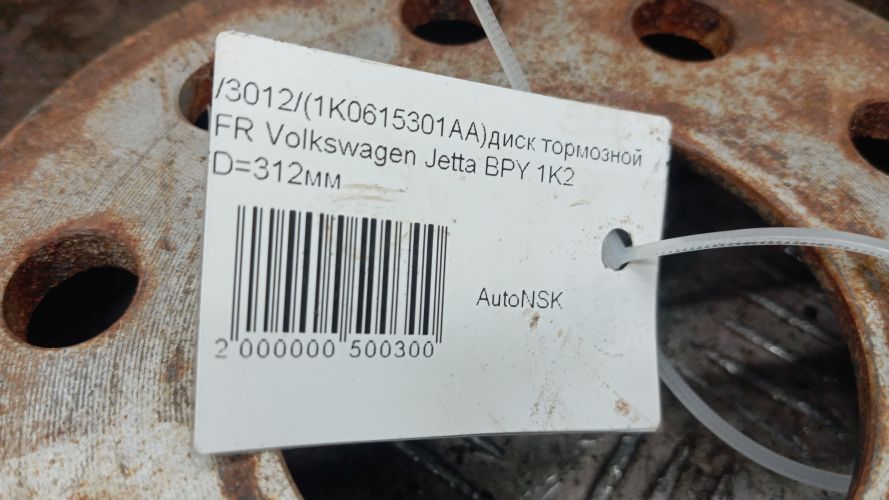 /3012/(1K0615301AA)диск тормозной
FR Volkswagen Jetta BPY 1K2
D=312мм
AutoNSK
2 000000 500300